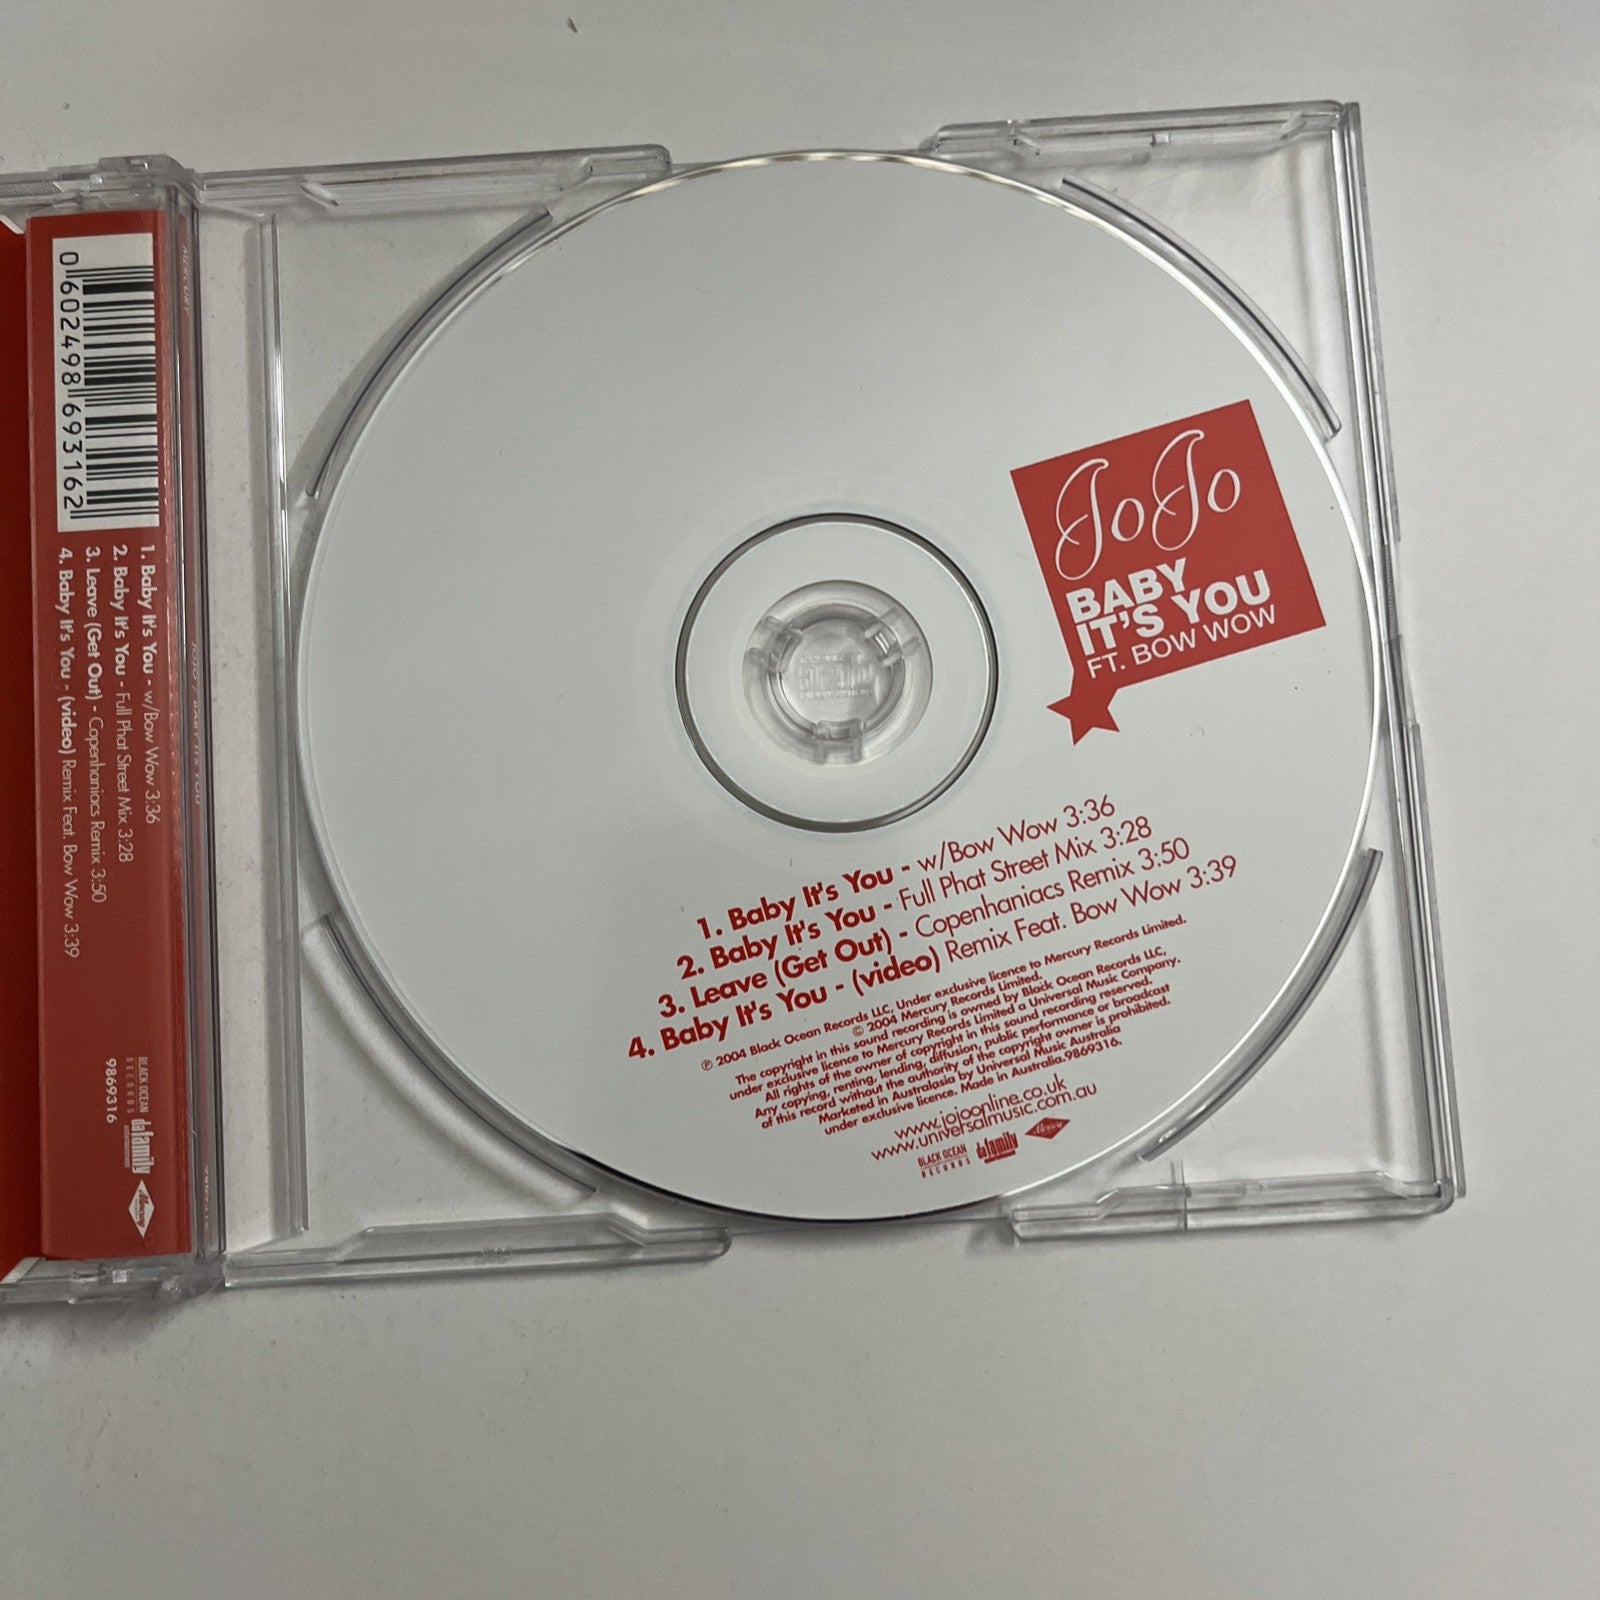 0 602498 693162
1. Baby It's You - w/Bow Wow 3:36
2. Baby It's You - Full Phat Street Mix 3:28
3. Leave (Get Out) - Copenhaniacs Remix 3:50
4. Baby It's You - (video) Remix Feat. Bow Wow 3:39
BLACK OCEAN
RECORDS
da family
Mercury
9869316
MERCURY
JOJO / BABY IT'S YOU
JoJo
BABY
IT'S YOU
FT. BOW WOW
1. Baby It's You - w/Bow Wow 3:36
2. Baby It's You - Full Phat Street Mix 3:28
3. Leave (Get Out) - Copenhaniacs Remix 3:50
4. Baby It's You - (video) Remix Feat. Bow Wow 3:39
℗ 2004 Black Ocean Records LLC, Under exclusive licence to Mercury Records Limited.
© 2004 Mercury Records Limited.
The copyright in this sound recording is owned by Black Ocean Records LLC,
under exclusive licence to Mercury Records Limited a Universal Music Company.
All rights of the owner of copyright in this sound recording reserved.
Any copying, renting, lending, diffusion, public performance or broadcast
of this record without the authority of the copyright owner is prohibited.
Marketed in Australasia by Universal Music Australia
under exclusive licence. Made in Australia.9869316.
www.jojoonline.co.uk
www.universalmusic.com.au
BLACK OCEAN
RECORDS
da family
Mercury